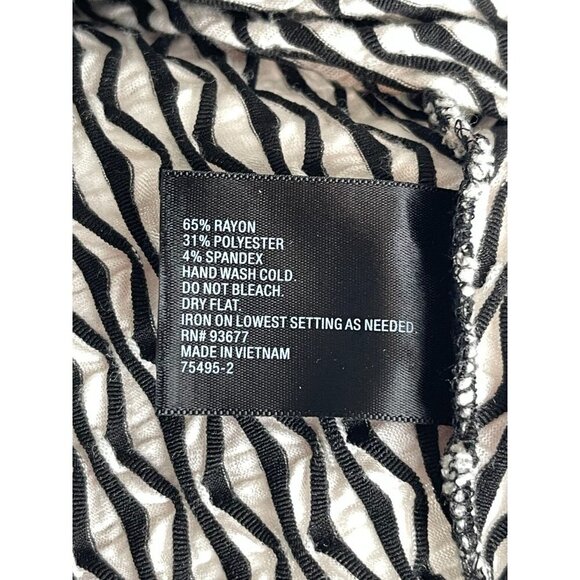 65% RAYON
31% POLYESTER
4% SPANDEX
HAND WASH COLD.
DO NOT BLEACH.
DRY FLAT.
IRON ON LOWEST SETTING AS NEEDED.
RN# 93677
MADE IN VIETNAM
75495-2